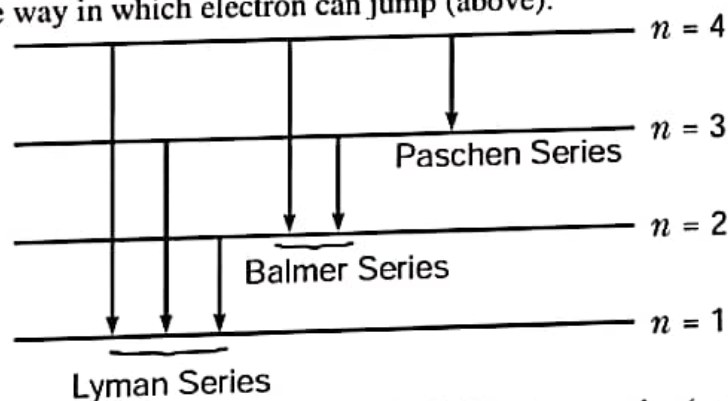 way in which electron can jump (above).
n = 4
n = 3
Paschen Series
n = 2
Balmer Series
n = 1
Lyman Series